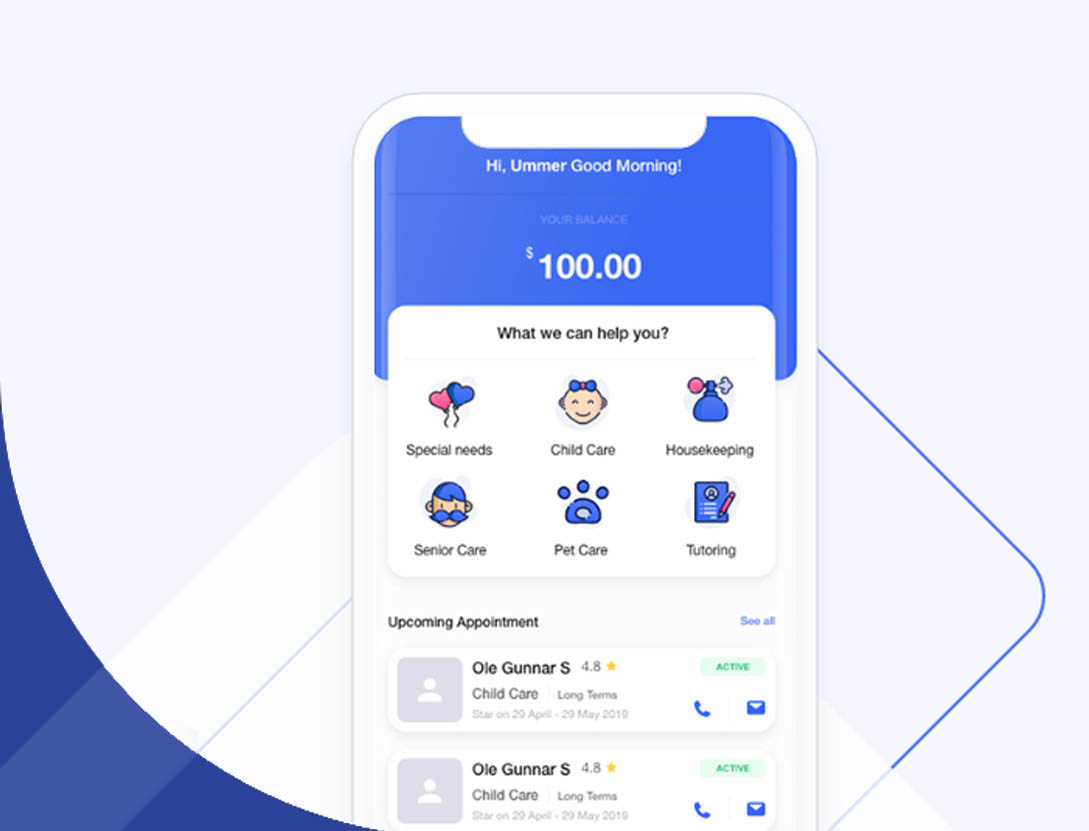 Hi, Ummer Good Morning!
YOUR BALANCE
$ 100.00
What we can help you?
Special needs Child Care Housekeeping
Senior Care Pet Care Tutoring
Upcoming Appointment See all
Ole Gunnar S 4.8 ACTIVE
Child Care Long Terms
Star on 29 April - 29 May 2019
Ole Gunnar S 4.8 ACTIVE
Child Care Long Terms
Star on 29 April - 29 May 2019